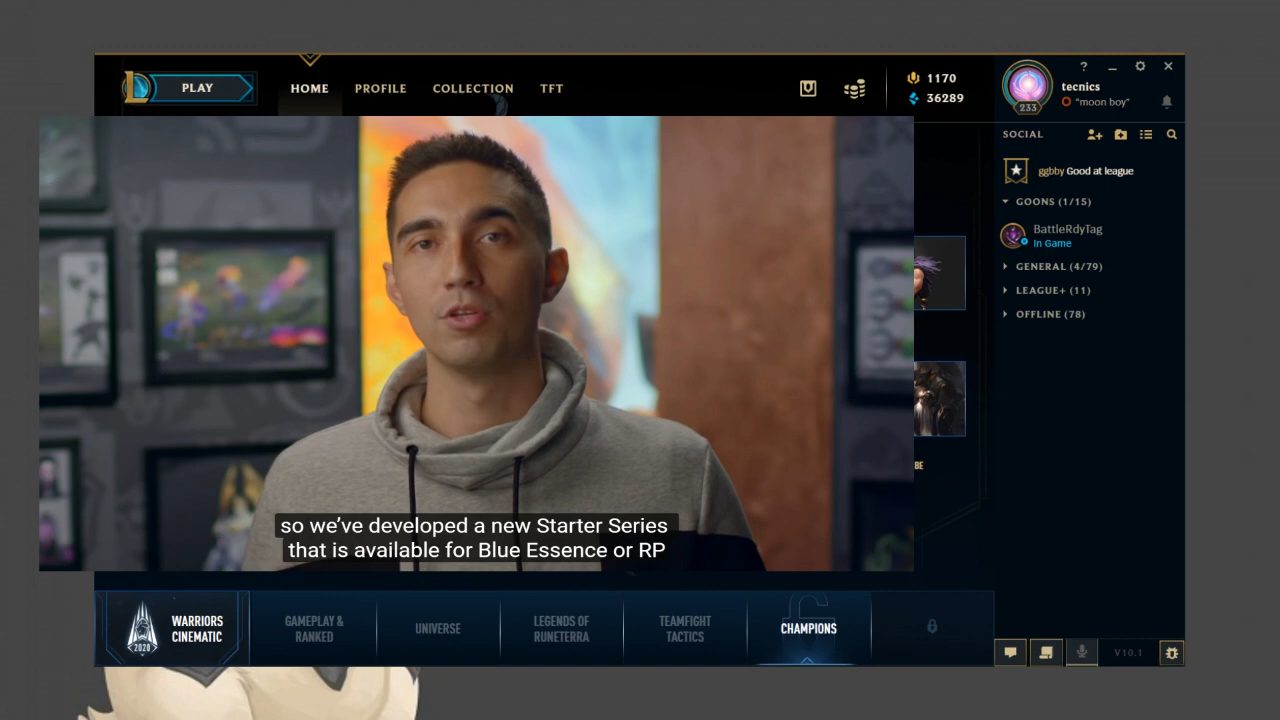 PLAY
HOME
PROFILE
COLLECTION
TFT
1170
36289
?
233
tecnics
"moon boy"
SOCIAL
ggbby Good at league
GOONS (1/15)
BattleRdyTag
In Game
GENERAL (4/79)
LEAGUE+ (11)
OFFLINE (78)
BE
so we've developed a new Starter Series
that is available for Blue Essence or RP
2020
WARRIORS
CINEMATIC
GAMEPLAY &
RANKED
UNIVERSE
LEGENDS OF
RUNETERRA
TEAMFIGHT
TACTICS
CHAMPIONS
V10.1